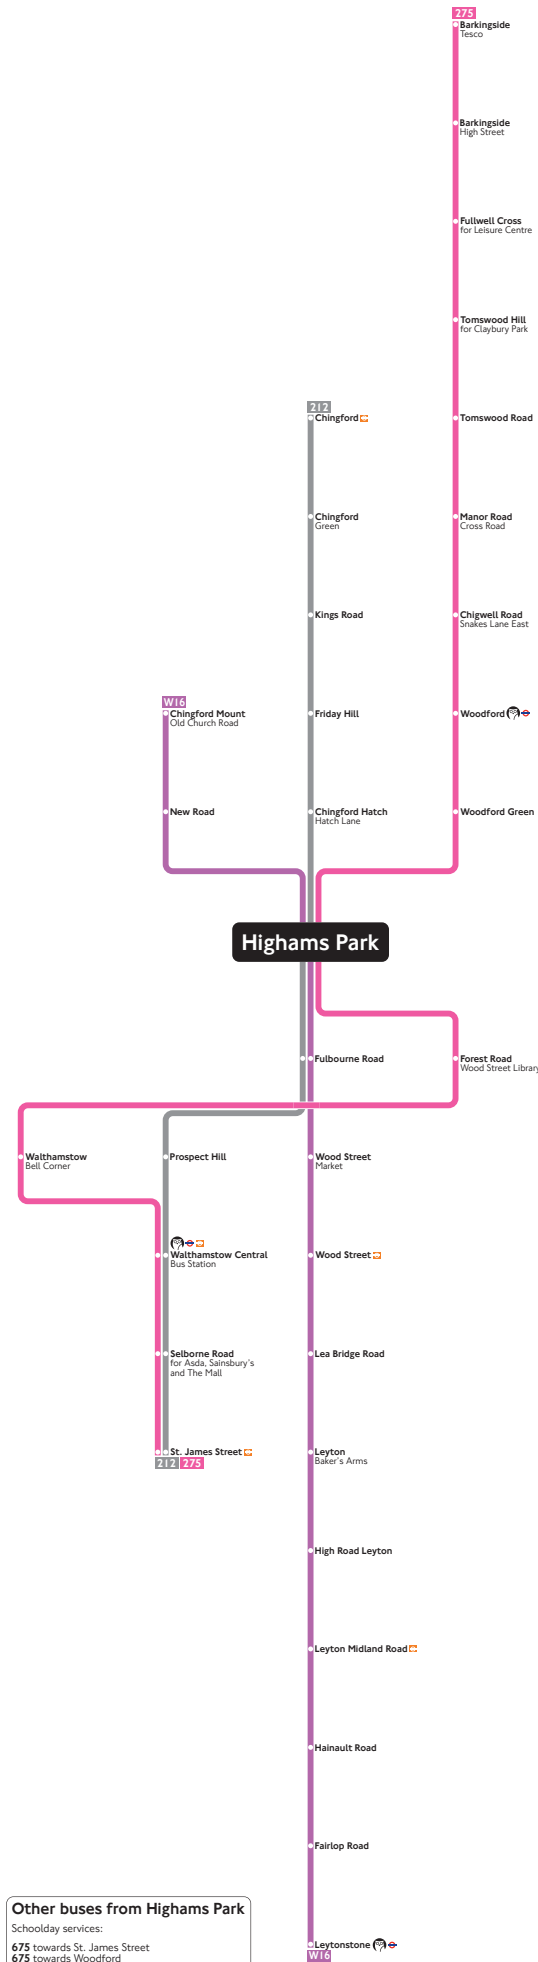 275
Barkingside
Tesco
Barkingside
High Street
Fullwell Cross
for Leisure Centre
Tomswood Hill
for Claybury Park
212
Chingford
Tomswood Road
Chingford
Green
Manor Road
Cross Road
Kings Road
Chigwell Road
Snakes Lane East
W16
Chingford Mount
Old Church Road
Friday Hill
Woodford
New Road
Chingford Hatch
Hatch Lane
Woodford Green
Highams Park
Fulbourne Road
Forest Road
Wood Street Library
Walthamstow
Bell Corner
Prospect Hill
Wood Street
Market
Walthamstow Central
Bus Station
Wood Street
Selborne Road
for Asda, Sainsbury's
and The Mall
Lea Bridge Road
St. James Street
212 275
Leyton
Baker's Arms
High Road Leyton
Leyton Midland Road
Hainault Road
Fairlop Road
Leytonstone
W16
Other buses from Highams Park
Schoolday services:
675 towards St. James Street
675 towards Woodford